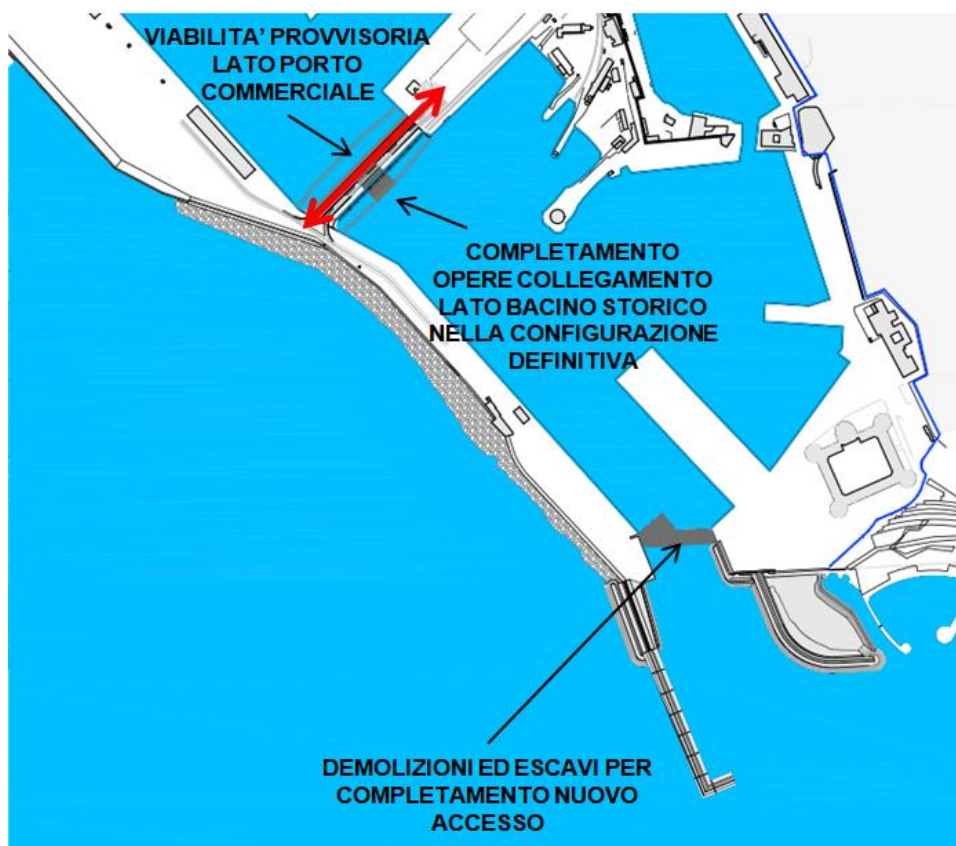 VIABILITA' PROVVISORIA
LATO PORTO
COMMERCIALE
COMPLETAMENTO
OPERE COLLEGAMENTO
LATO BACINO STORICO
NELLA CONFIGURAZIONE
DEFINITIVA
DEMOLIZIONI ED ESCAVI PER
COMPLETAMENTO NUOVO
ACCESSO